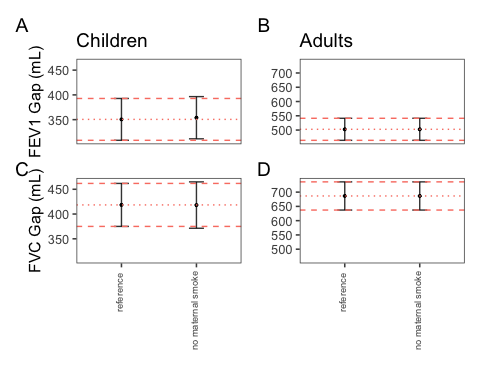 A
Children
B
Adults
FEV1 Gap (mL)
450
400
350
700
650
600
550
500
C
D
FVC Gap (mL)
450
400
350
700
650
600
550
500
reference
no maternal smoke
reference
no maternal smoke